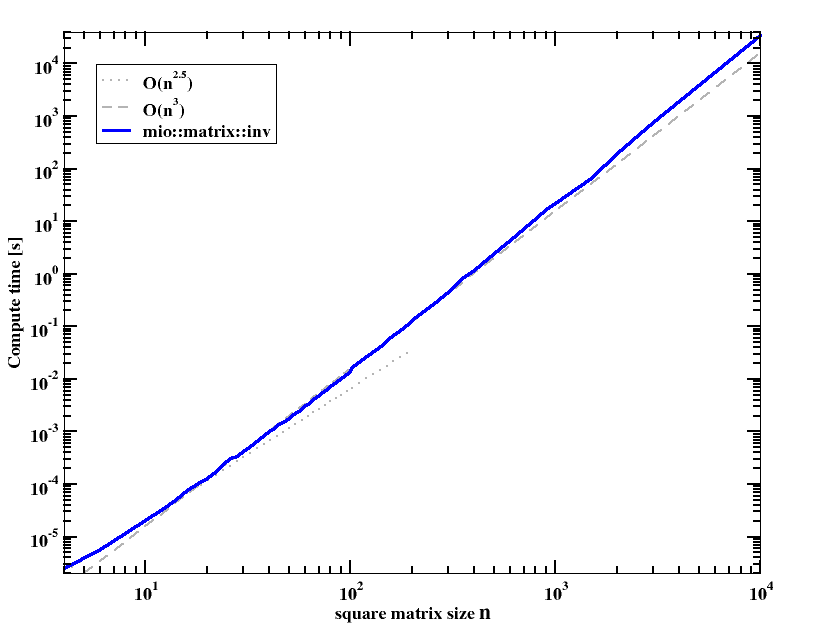 10^4
10^3
10^2
10^1
10^0
10^-1
10^-2
10^-3
10^-4
10^-5
Compute time [s]
O(n^2.5)
O(n^3)
mio::matrix::inv
10^1 10^2 10^3 10^4
square matrix size n